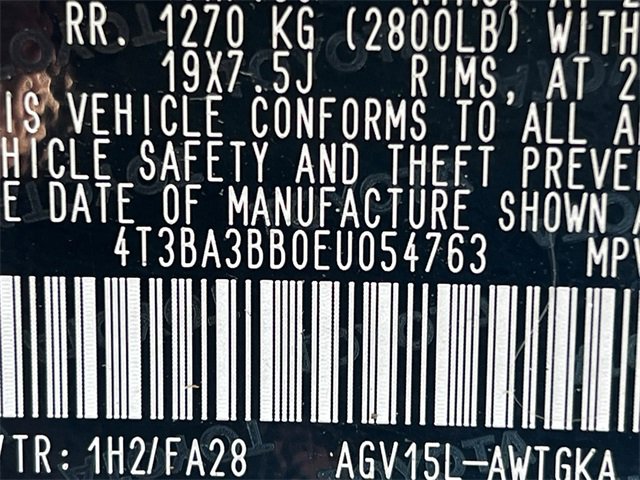 RR. 1270 KG (2800LB) WITH
19X7.5J RIMS, AT 2
IS VEHICLE CONFORMS TO ALL A
HICLE SAFETY AND THEFT PREVE
E DATE OF MANUFACTURE SHOWN
4T3BA3BB0EU054763 MPV
/TR: 1H2/FA28 AGV15L-AWTGKA